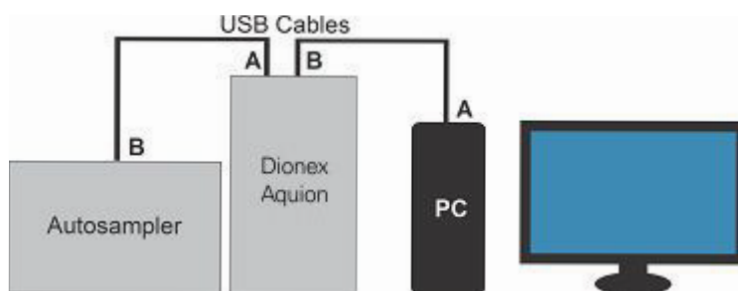 USB Cables
A
B
B
A
Dionex
Aquion
Autosampler
PC